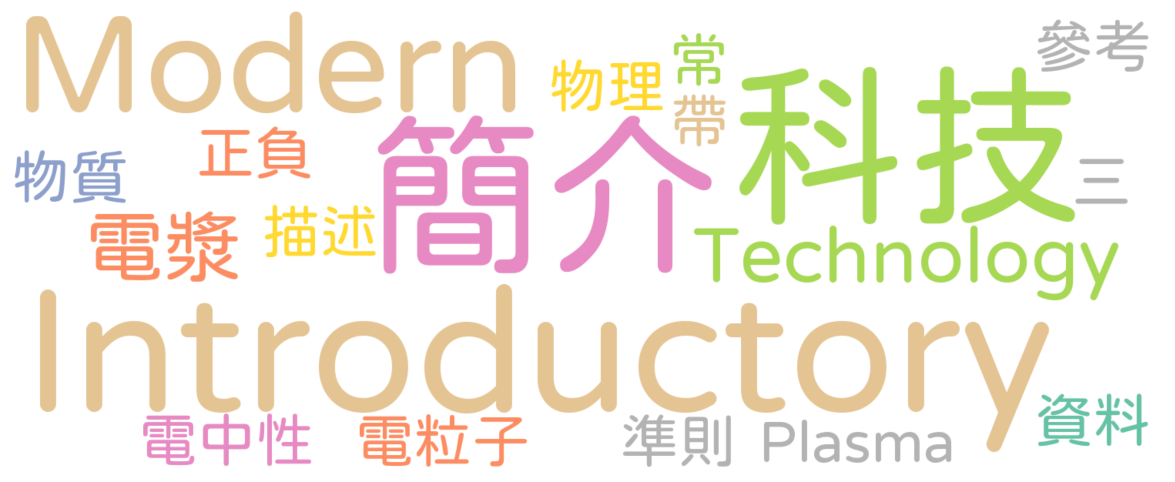 Modern
物理
常
參考
帶
科技
正負
物質
簡介
三
電漿
描述
Technology
Introductory
電中性
電粒子
準則
Plasma
資料